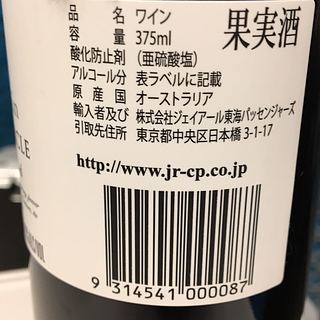 品名 ワイン
果実酒
容量 375ml
酸化防止剤 (亜硫酸塩)
アルコール分 表ラベルに記載
原産国 オーストラリア
輸入者及び 株式会社ジェイアール東海パッセンジャーズ
引取先住所 東京都中央区日本橋3-1-17
CLE
http://www.jr-cp.co.jp
9 314541 000087